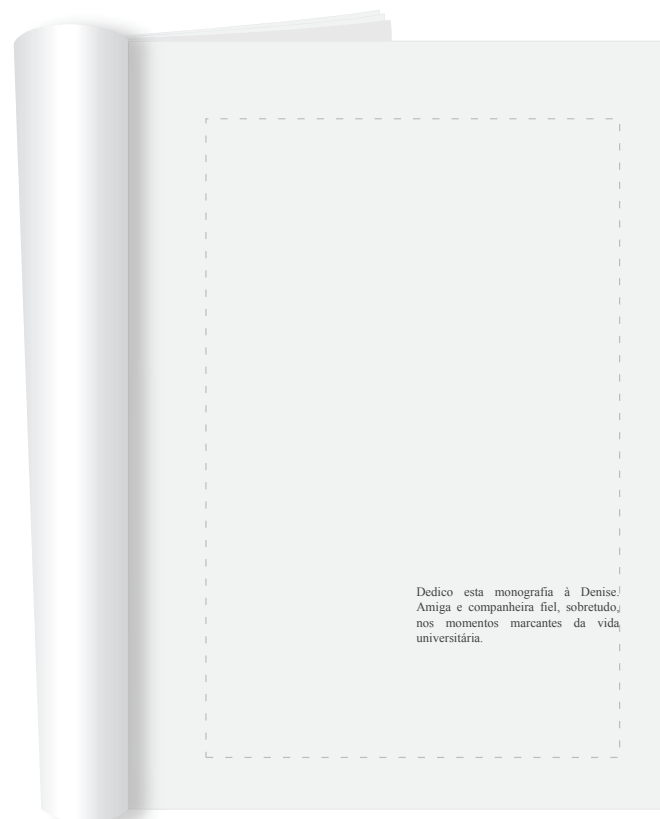 Dedico esta monografia à Denise.
Amiga e companheira fiel, sobretudo,
nos momentos marcantes da vida
universitária.